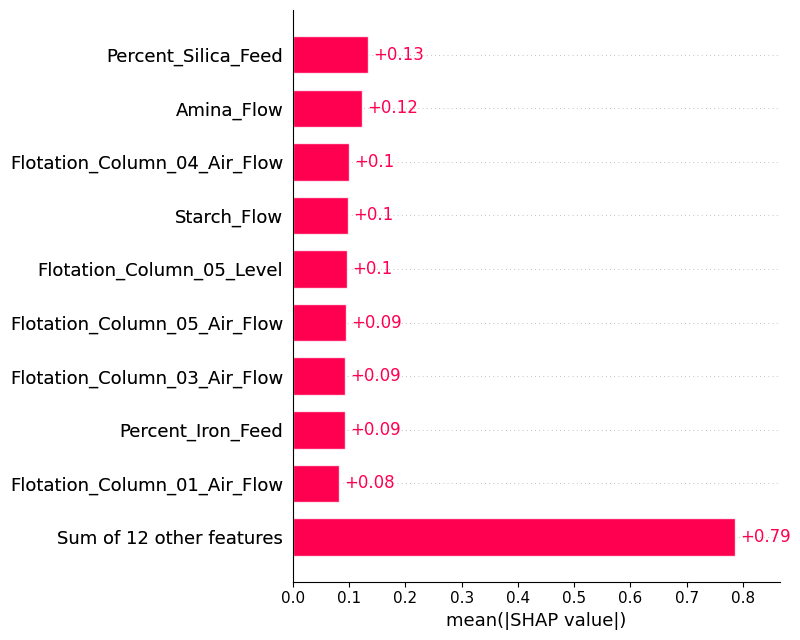 Percent_Silica_Feed +0.13
Amina_Flow +0.12
Flotation_Column_04_Air_Flow +0.1
Starch_Flow +0.1
Flotation_Column_05_Level +0.1
Flotation_Column_05_Air_Flow +0.09
Flotation_Column_03_Air_Flow +0.09
Percent_Iron_Feed +0.09
Flotation_Column_01_Air_Flow +0.08
Sum of 12 other features +0.79
0.0 0.1 0.2 0.3 0.4 0.5 0.6 0.7 0.8
mean(|SHAP value|)